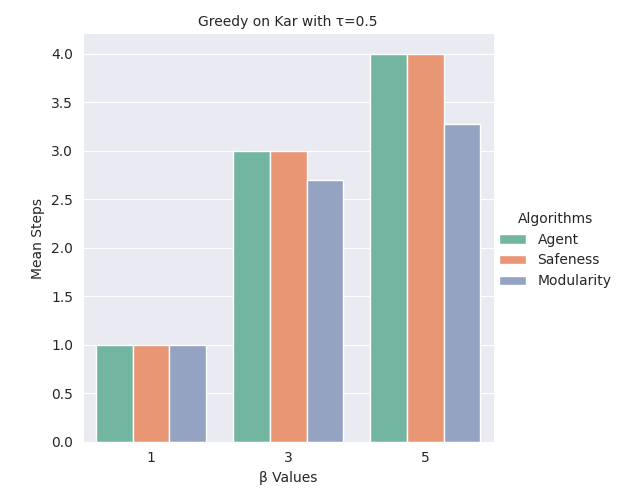 Greedy on Kar with τ=0.5
Mean Steps
4.0
3.5
3.0
2.5
2.0
1.5
1.0
0.5
0.0
1
3
5
β Values
Algorithms
Agent
Safeness
Modularity